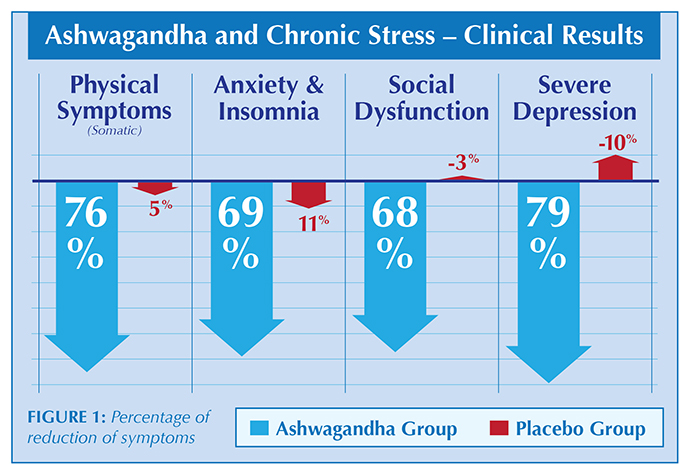 Ashwagandha and Chronic Stress – Clinical Results
Physical
Symptoms
(Somatic)
Anxiety &
Insomnia
Social
Dysfunction
Severe
Depression
76
%
5%
69
%
11%
68
%
-3%
79
%
-10%
FIGURE 1: Percentage of
reduction of symptoms
Ashwagandha Group
Placebo Group